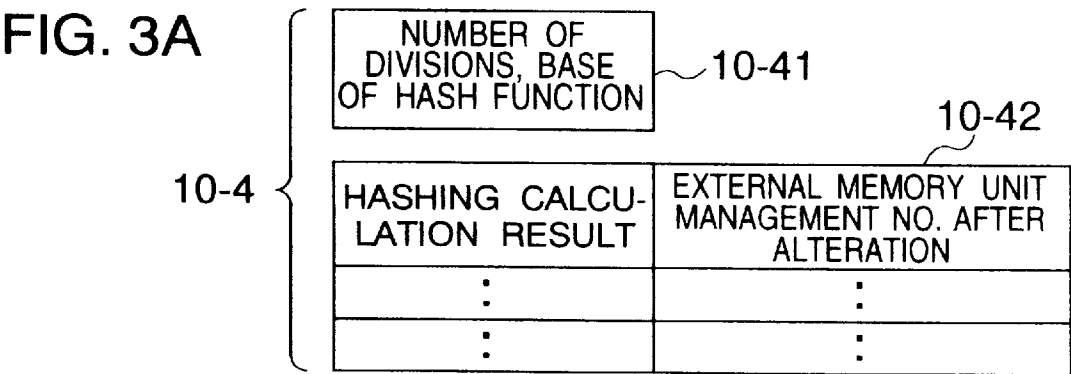 FIG. 3A
NUMBER OF
DIVISIONS, BASE
OF HASH FUNCTION
10-41
10-42
10-4
HASHING CALCU-
LATION RESULT
EXTERNAL MEMORY UNIT
MANAGEMENT NO. AFTER
ALTERATION
:
:
:
: